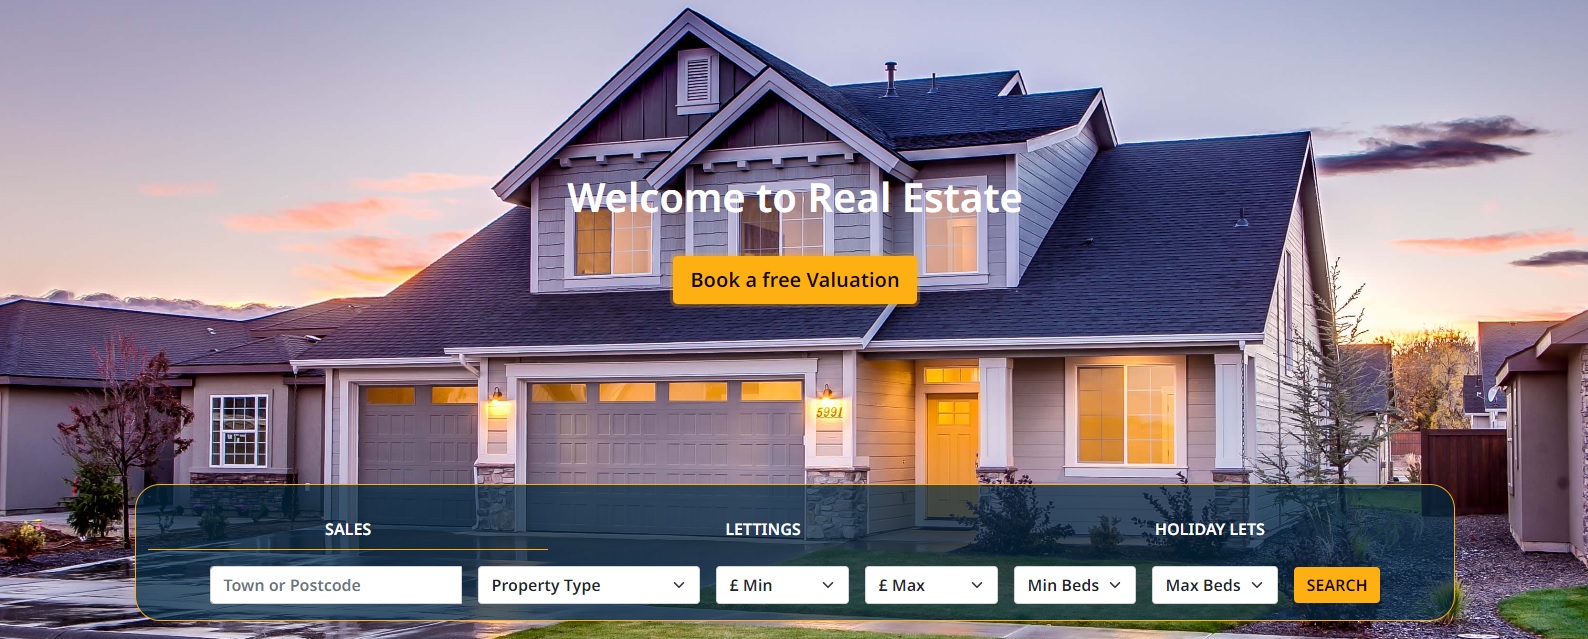 Welcome to Real Estate
Book a free Valuation
5991
SALES
LETTINGS
HOLIDAY LETS
Town or Postcode
Property Type
£ Min
£ Max
Min Beds
Max Beds
SEARCH